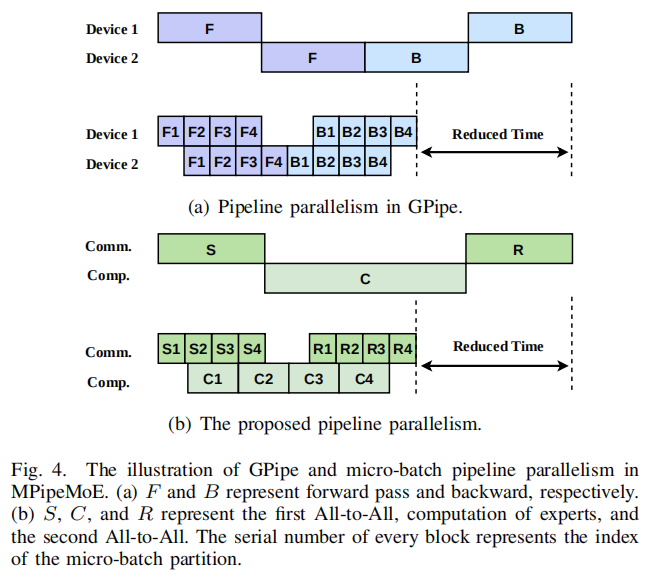 Device 1 F B
Device 2 F B
Device 1 F1 F2 F3 F4 B1 B2 B3 B4 Reduced Time
Device 2 F1 F2 F3 F4 B1 B2 B3 B4
(a) Pipeline parallelism in GPipe.
Comm. S R
Comp. C
Comm. S1 S2 S3 S4 R1 R2 R3 R4 Reduced Time
Comp. C1 C2 C3 C4
(b) The proposed pipeline parallelism.
Fig. 4. The illustration of GPipe and micro-batch pipeline parallelism in
MPipeMoE. (a) F and B represent forward pass and backward, respectively.
(b) S, C, and R represent the first All-to-All, computation of experts, and
the second All-to-All. The serial number of every block represents the index
of the micro-batch partition.